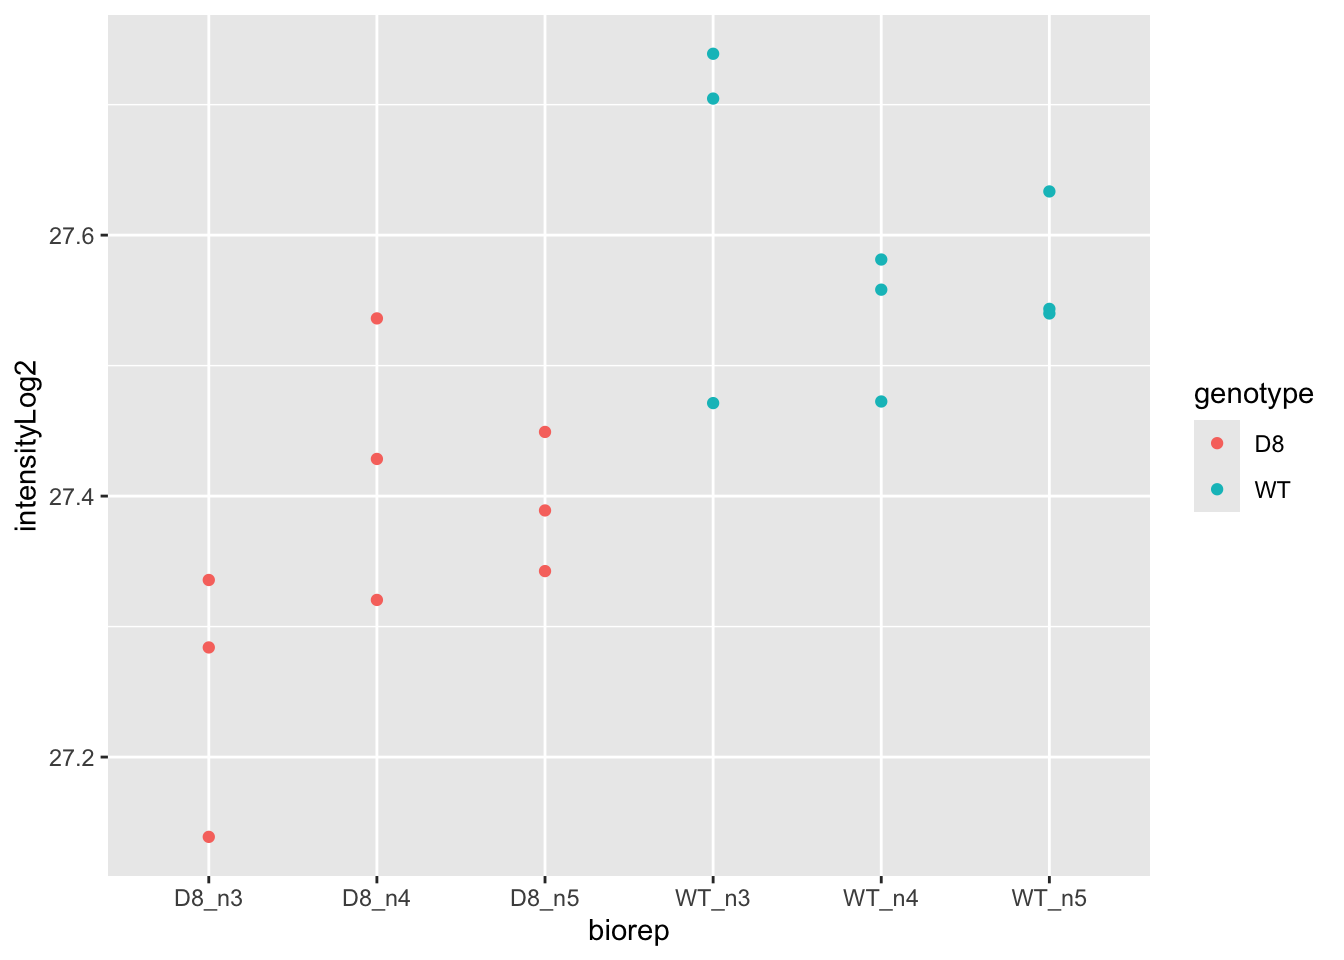 intensityLog2
27.6
27.4
27.2
D8_n3 D8_n4 D8_n5 WT_n3 WT_n4 WT_n5
biorep
genotype
D8
WT